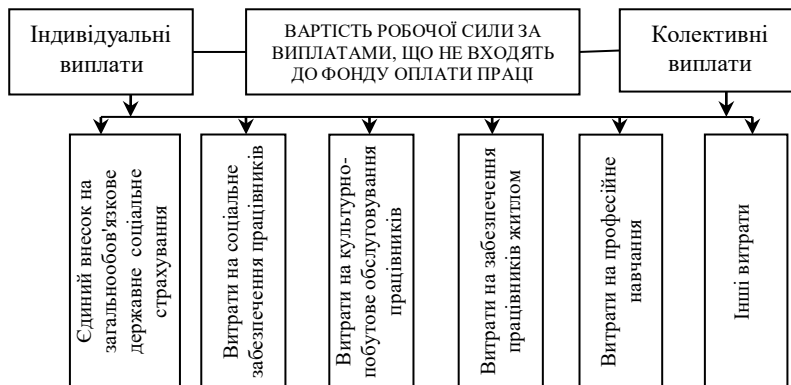 Індивідуальні
виплати
ВАРТІСТЬ РОБОЧОЇ СИЛИ ЗА
ВИПЛАТАМИ, ЩО НЕ ВХОДЯТЬ
ДО ФОНДУ ОПЛАТИ ПРАЦІ
Колективні
виплати
Єдиний внесок на
загальнообов'язкове
державне соціальне
страхування
Витрати на соціальне
забезпечення працівників
Витрати на культурно-
побутове обслуговування
працівників
Витрати на забезпечення
працівників житлом
Витрати на професійне
навчання
Інші витрати